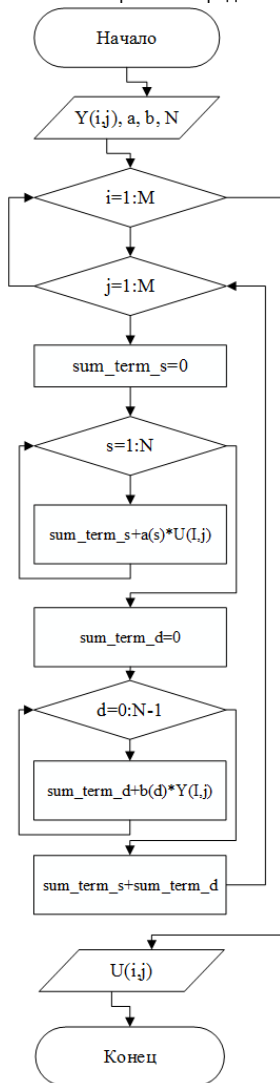 Начало
Y(i,j), a, b, N
i=1:M
j=1:M
sum_term_s=0
s=1:N
sum_term_s+a(s)*U(I,j)
sum_term_d=0
d=0:N-1
sum_term_d+b(d)*Y(I,j)
sum_term_s+sum_term_d
U(i,j)
Конец